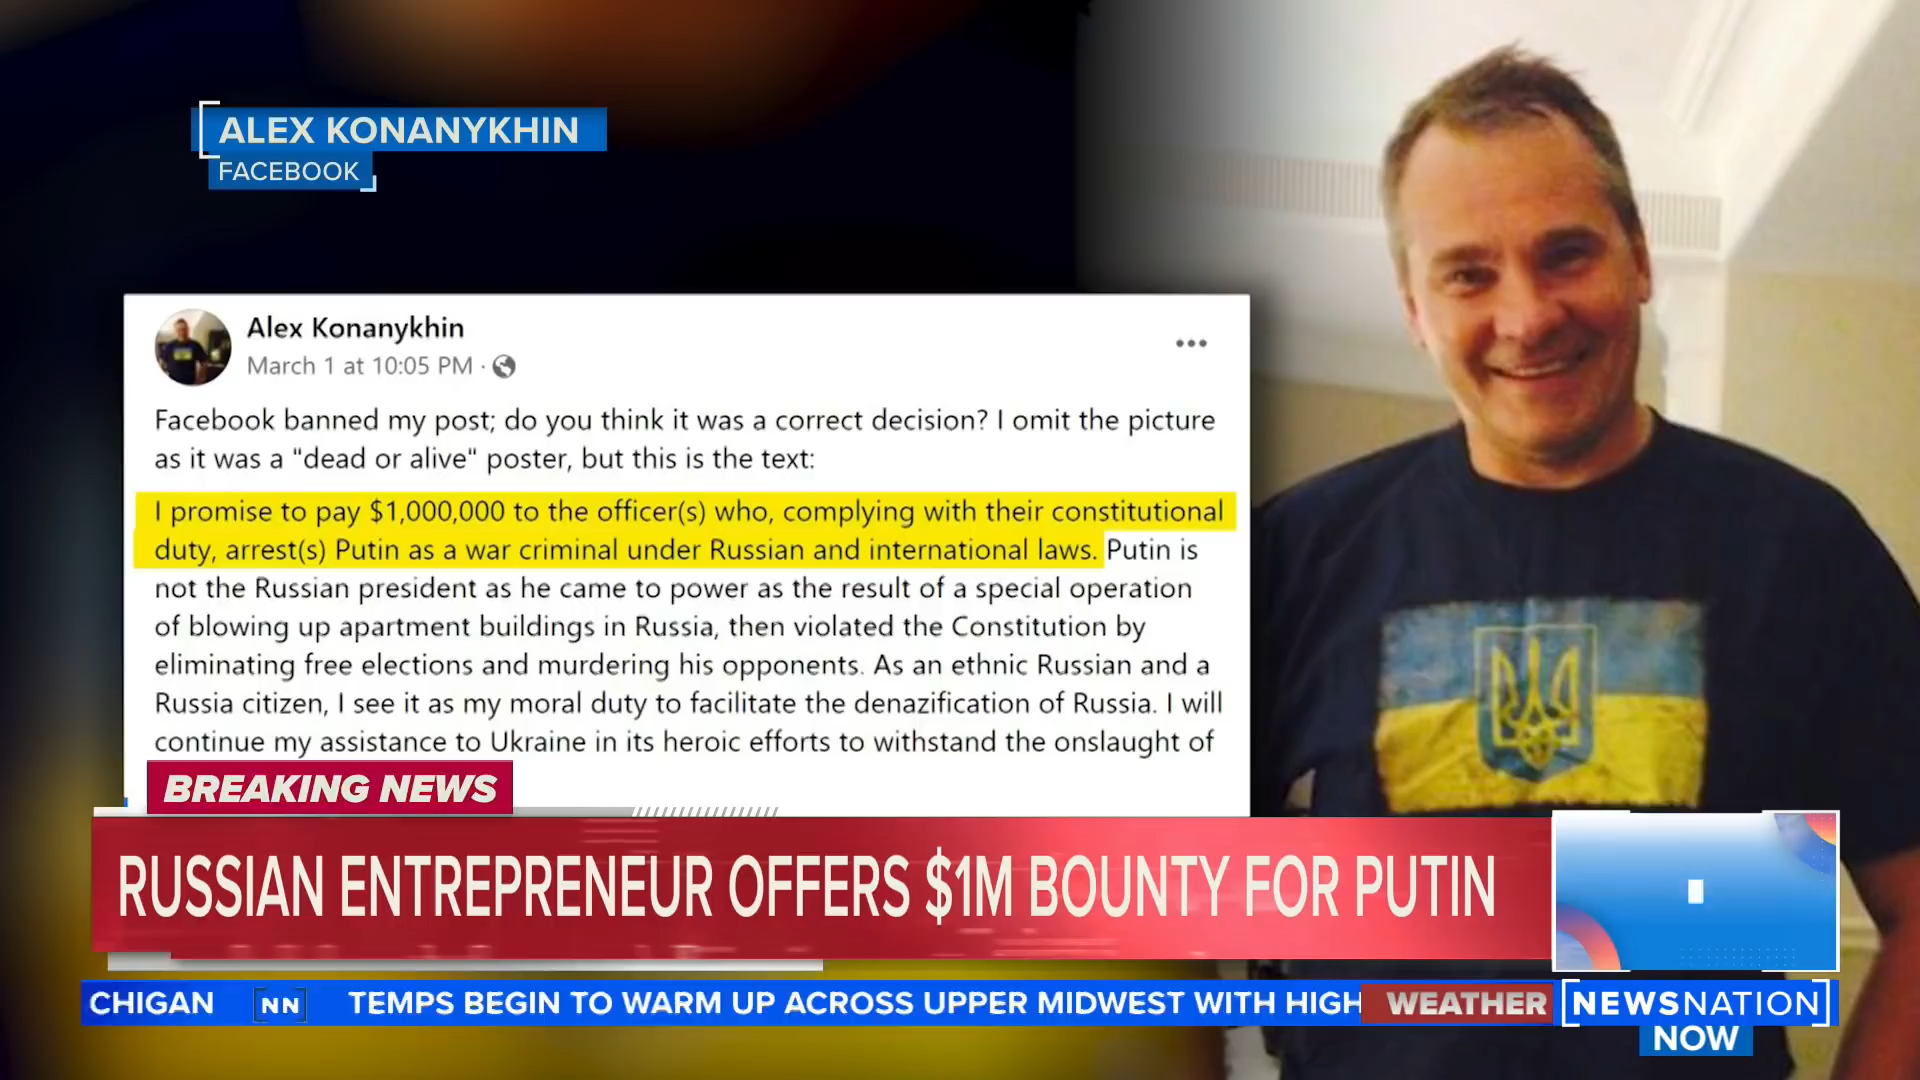 ALEX KONANYKHIN
FACEBOOK
Alex Konanykhin
March 1 at 10:05 PM ·
Facebook banned my post; do you think it was a correct decision? I omit the picture
as it was a "dead or alive" poster, but this is the text:
I promise to pay $1,000,000 to the officer(s) who, complying with their constitutional
duty, arrest(s) Putin as a war criminal under Russian and international laws. Putin is
not the Russian president as he came to power as the result of a special operation
of blowing up apartment buildings in Russia, then violated the Constitution by
eliminating free elections and murdering his opponents. As an ethnic Russian and a
Russia citizen, I see it as my moral duty to facilitate the denazification of Russia. I will
continue my assistance to Ukraine in its heroic efforts to withstand the onslaught of
BREAKING NEWS
RUSSIAN ENTREPRENEUR OFFERS $1M BOUNTY FOR PUTIN
CHIGAN NN TEMPS BEGIN TO WARM UP ACROSS UPPER MIDWEST WITH HIGH WEATHER NEWSNATION
NOW